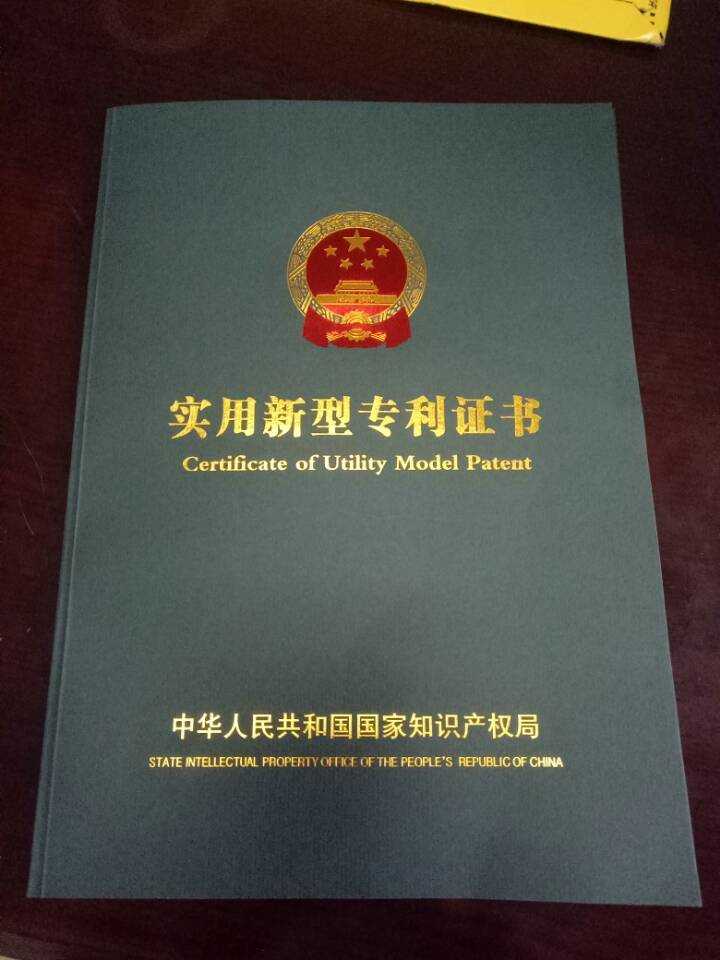 实用新型专利证书
Certificate of Utility Model Patent
中华人民共和国国家知识产权局
STATE INTELLECTUAL PROPERTY OFFICE OF THE PEOPLE'S REPUBLIC OF CHINA